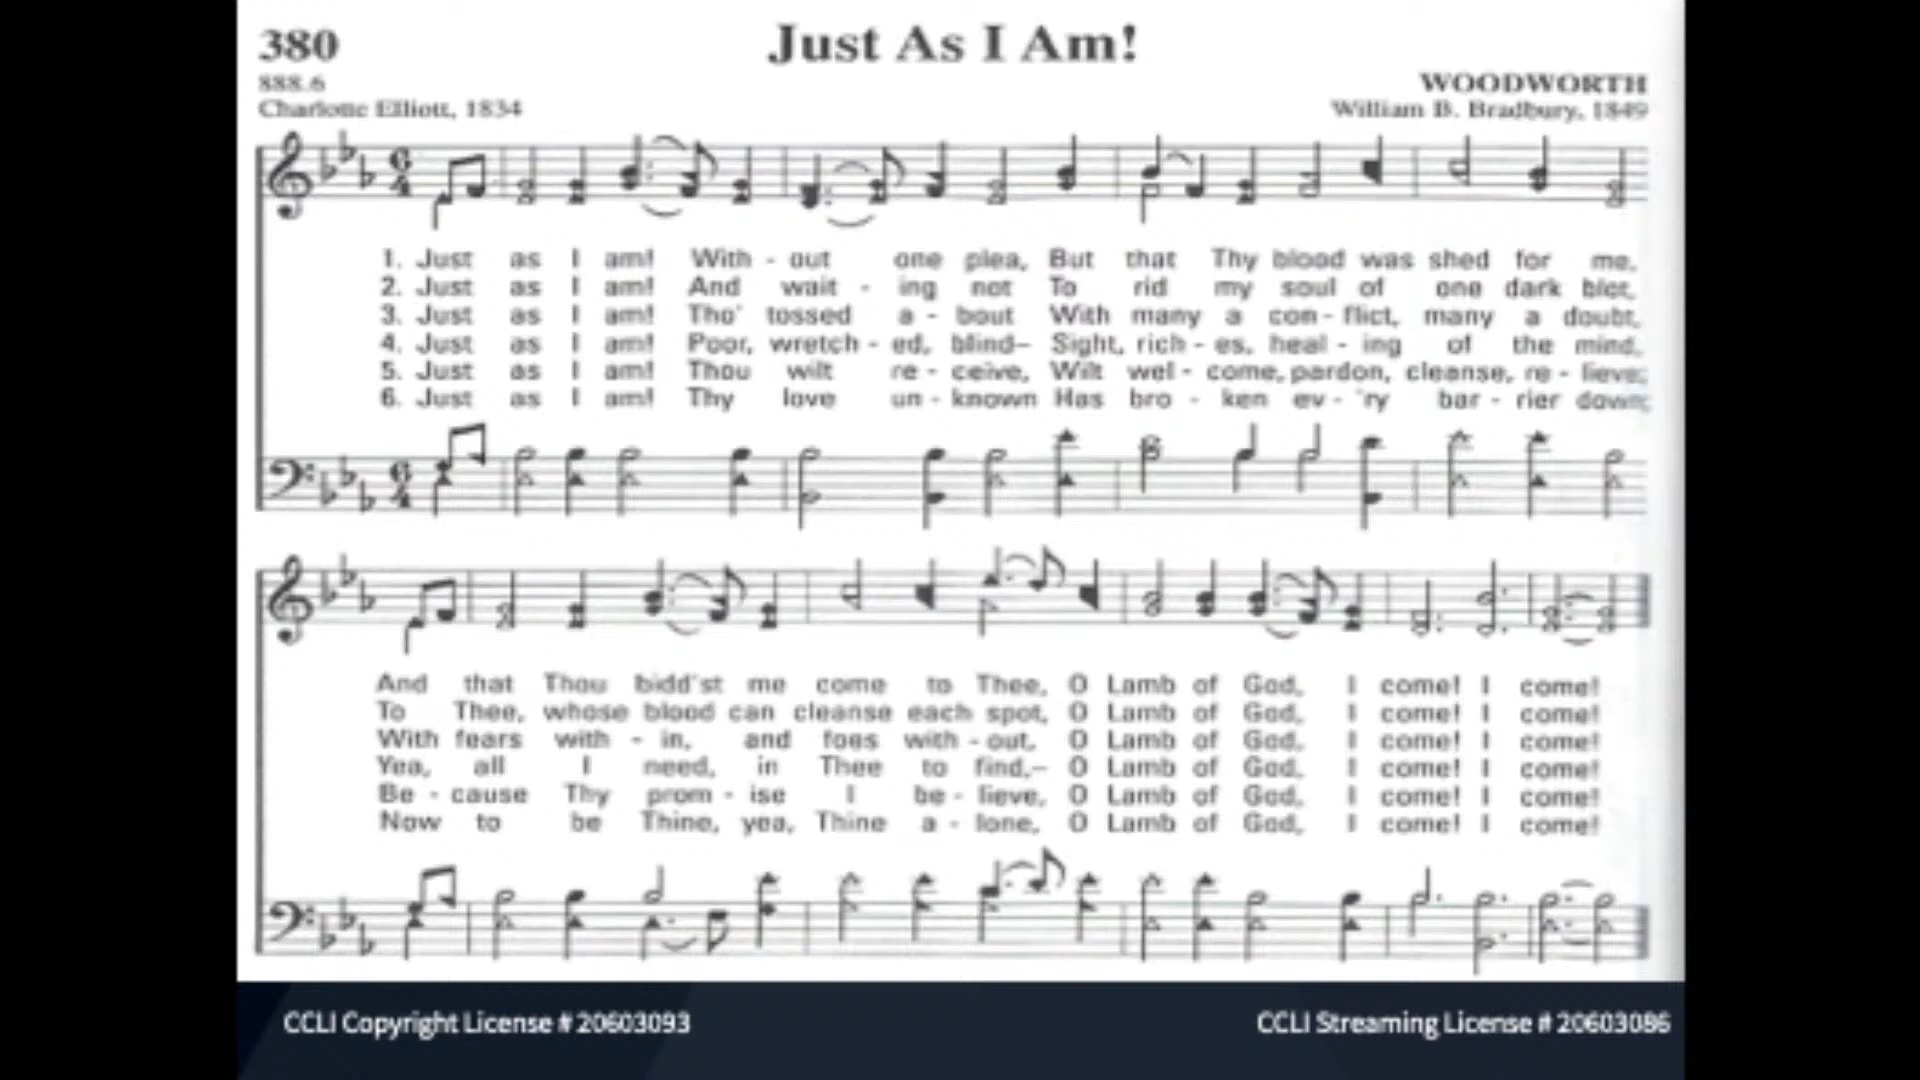 380
Just As I Am!
888.6
WOODWORTH
Charlotte Elliott, 1834
William B. Bradbury, 1849
1. Just as I am! With - out one plea, But that Thy blood was shed for me,
2. Just as I am! And wait - ing not To rid my soul of one dark blot,
3. Just as I am! Tho' tossed a - bout With many a con - flict, many a doubt,
4. Just as I am! Poor, wretch - ed, blind– Sight, rich - es, heal - ing of the mind,
5. Just as I am! Thou wilt re - ceive, Wilt wel - come, pardon, cleanse, re - lieve;
6. Just as I am! Thy love un - known Has bro - ken ev - 'ry bar - rier down;
And that Thou bidd'st me come to Thee, O Lamb of God, I come! I come!
To Thee, whose blood can cleanse each spot, O Lamb of God, I come! I come!
With fears with - in, and foes with - out, O Lamb of God, I come! I come!
Yea, all I need, in Thee to find,– O Lamb of God, I come! I come!
Be - cause Thy prom - ise I be - lieve, O Lamb of God, I come! I come!
Now to be Thine, yea, Thine a - lone, O Lamb of God, I come! I come!
CCLI Copyright License # 20603093
CCLI Streaming License # 20603086